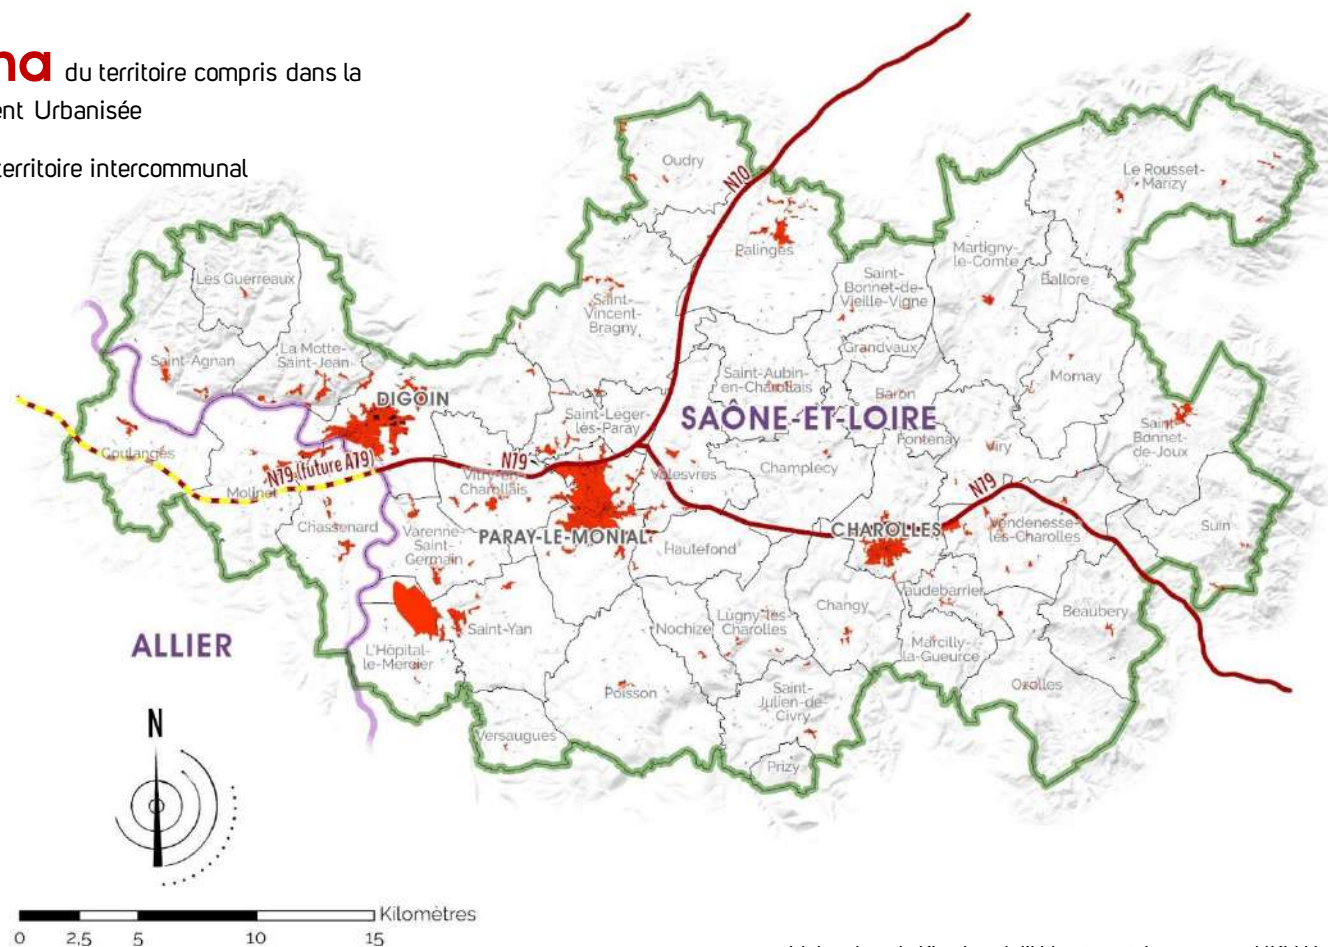 ha du territoire compris dans la
ent Urbanisée
territoire intercommunal
N70
Oudry
Le Rousset-
Marizy
Palinges
Martigny-
le-Comte
Ballore
Saint-
Bonnet-de-
Vieille-Vigne
Les Guerreaux
Saint-
Vincent-
Bragny
Saint-Agnan
La Motte-
Saint-Jean
Grandvaux
Saint-Aubin-
en-Charollais
Mornay
Baron
DIGOIN
Saint-Léger-
lès-Paray
SAÔNE-ET-LOIRE
Saint-
Bonnet-
de-Joux
Fontenay
Viry
Coulanges
N79 (future A79)
N79
Volesvres
Champlecy
Molinet
Vitry-en-
Charollais
N79
Suin
Chassenard
Varenne-
Saint-
Germain
PARAY-LE-MONIAL
CHAROLLES
Vendenesse-
lès-Charolles
Hautefond
Vaudebarrier
Changy
Beaubery
Saint-Yan
Nochize
Lugny-lès-
Charolles
ALLIER
L'Hôpital-
le-Mercier
Marcilly-
la-Gueurce
Poisson
Saint-
Julien-de-
Civry
Ozolles
Versaugues
Prizy
N
Kilomètres
0 2,5 5 10 15